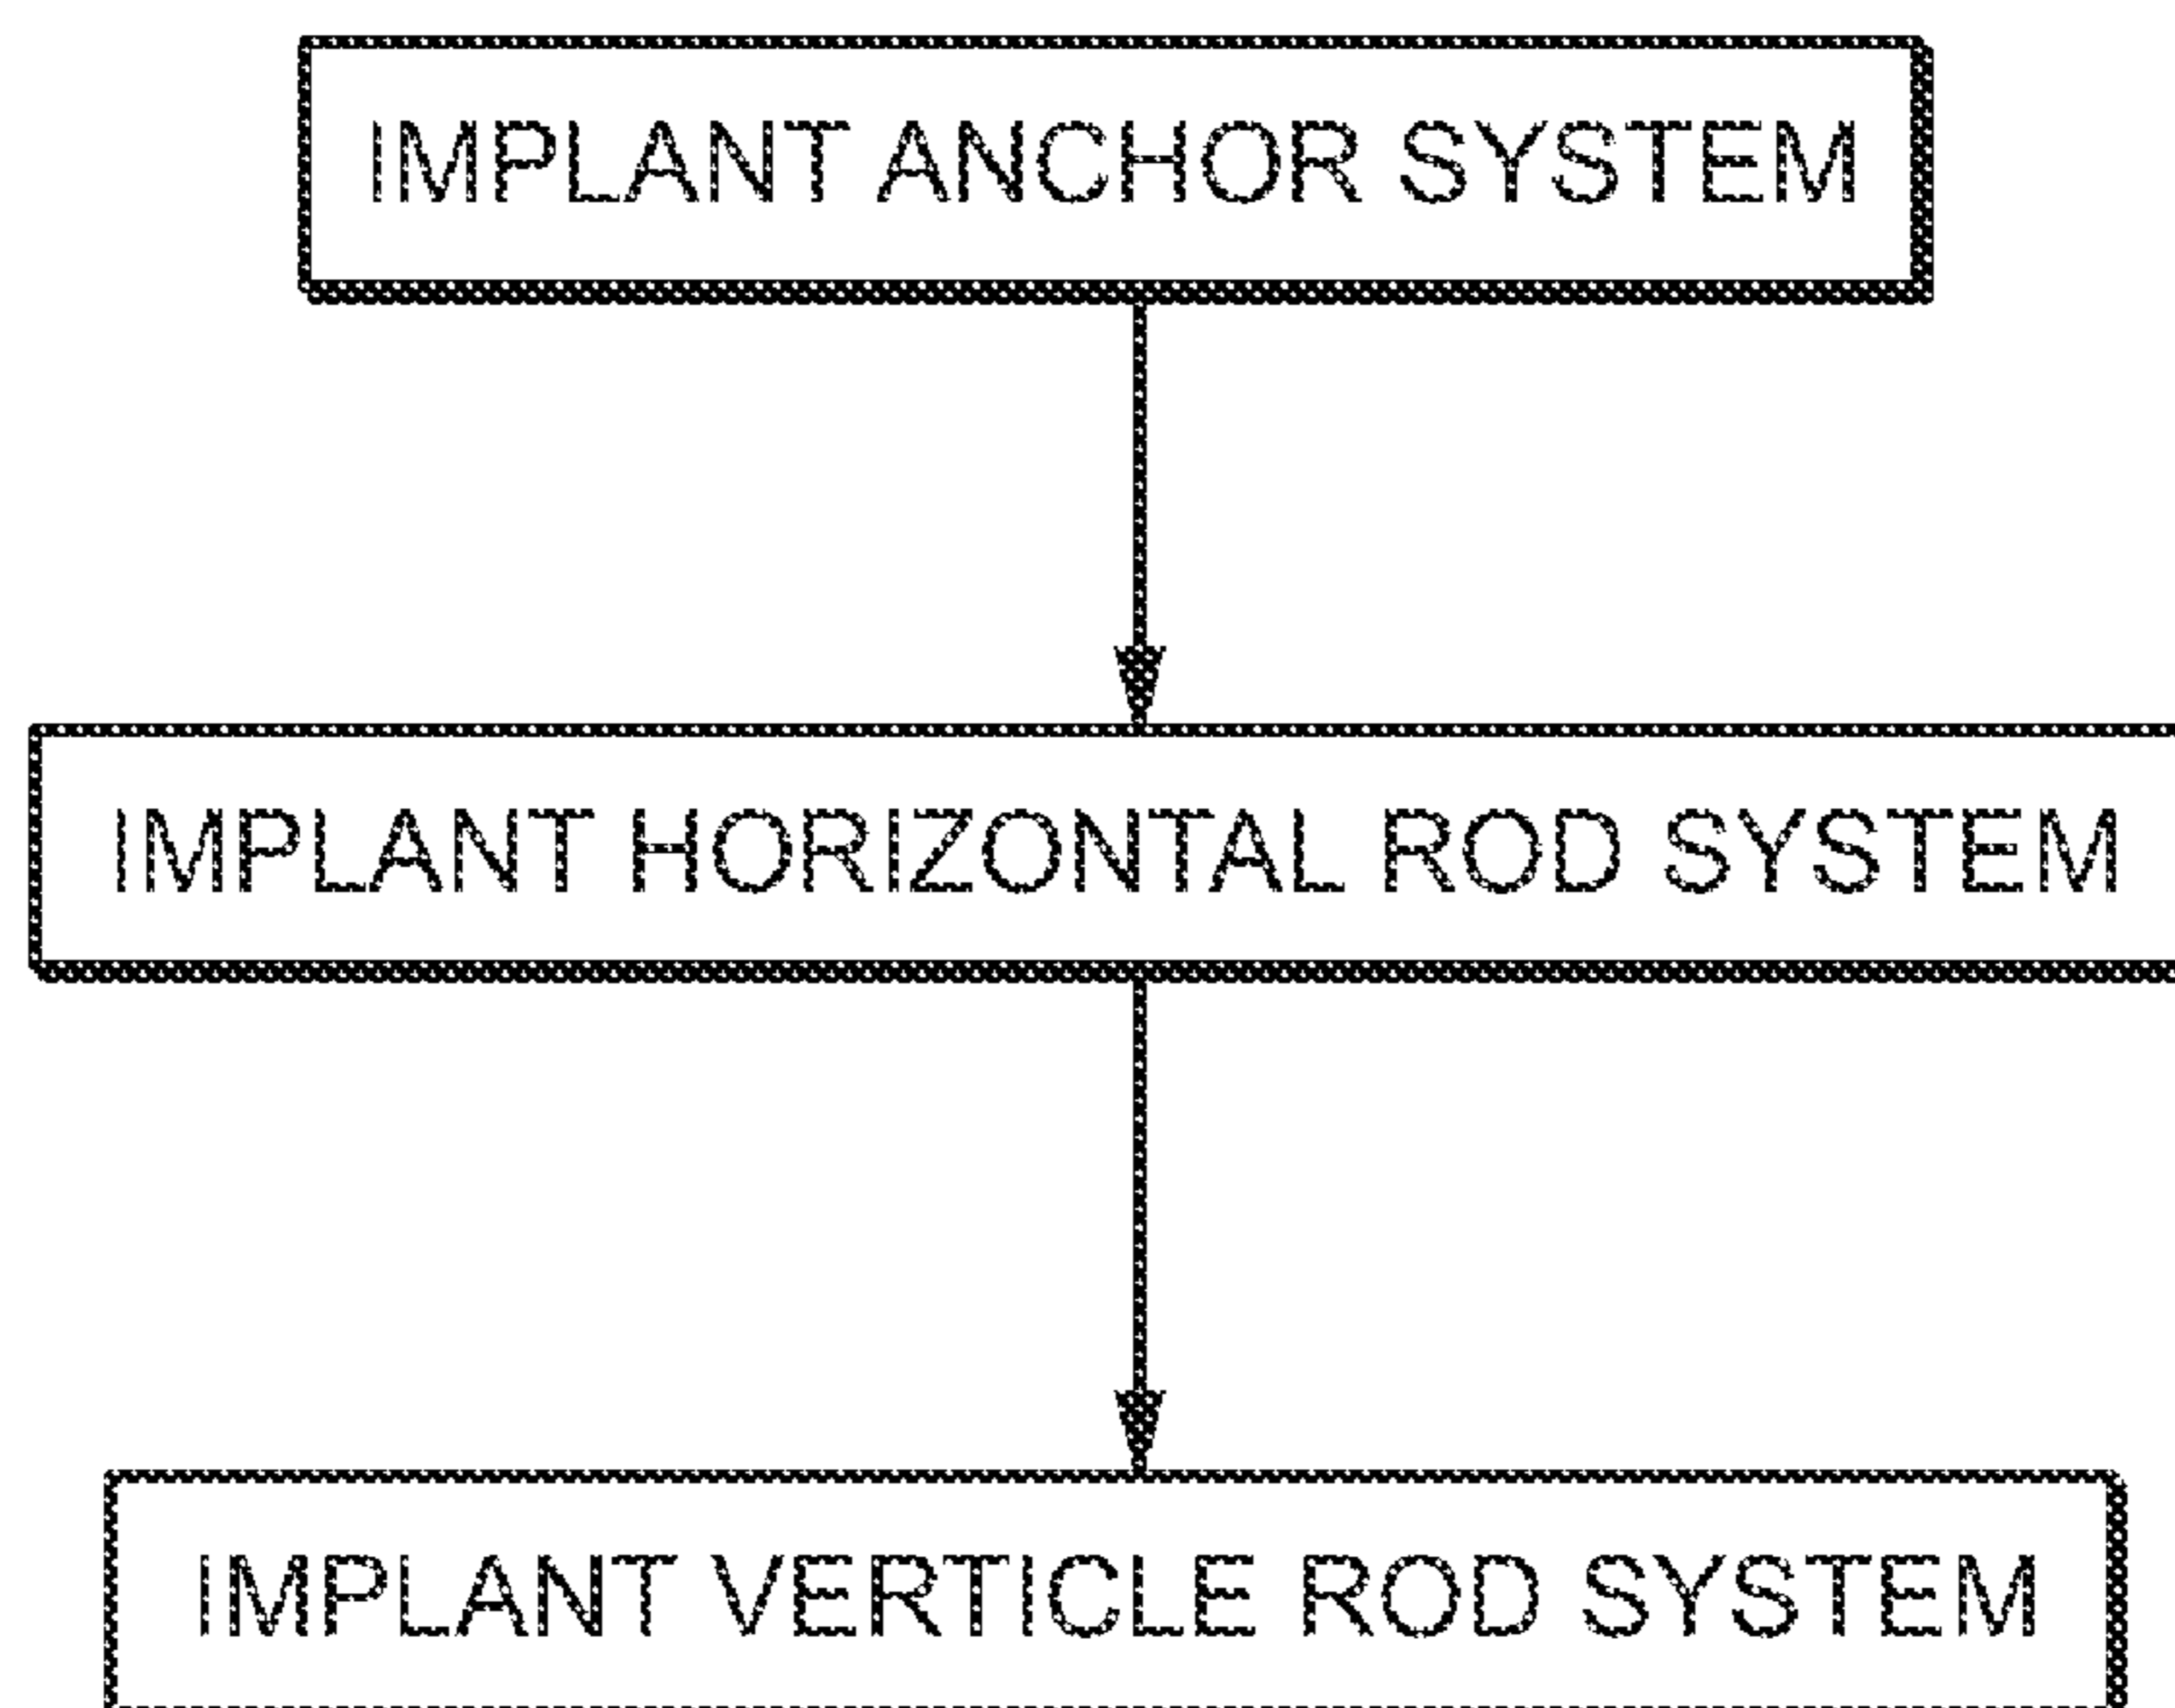 IMPLANT ANCHOR SYSTEM
IMPLANT HORIZONTAL ROD SYSTEM
IMPLANT VERTICLE ROD SYSTEM